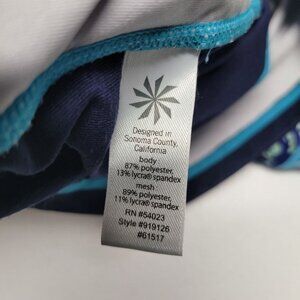 Designed in
Sonoma County,
California
body
87% polyester,
13% lycra® spandex
mesh
89% polyester,
11% lycra® spandex
RN #54023
Style #919126
#61517